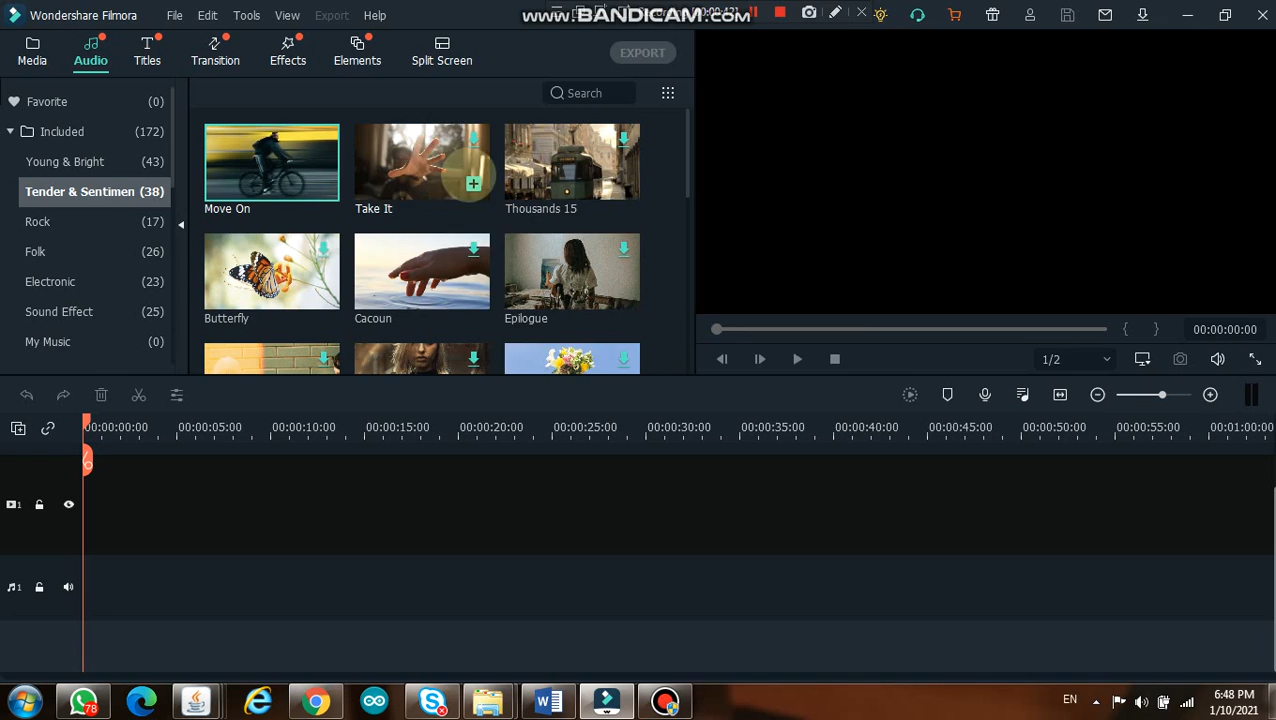 Wondershare Filmora File Edit Tools View Export Help
www.BANDICAM.com
Media Audio Titles Transition Effects Elements Split Screen EXPORT
Favorite (0)
Search
Included (172)
Young & Bright (43)
Tender & Sentimen (38)
Rock (17)
Folk (26)
Electronic (23)
Sound Effect (25)
My Music (0)
Move On Take It Thousands 15
Butterfly Cacoun Epilogue
00:00:00:00
1/2
00:00:00:00 00:00:05:00 00:00:10:00 00:00:15:00 00:00:20:00 00:00:25:00 00:00:30:00 00:00:35:00 00:00:40:00 00:00:45:00 00:00:50:00 00:00:55:00 00:01:00:00
1
1
78
EN
6:48 PM
1/10/2021